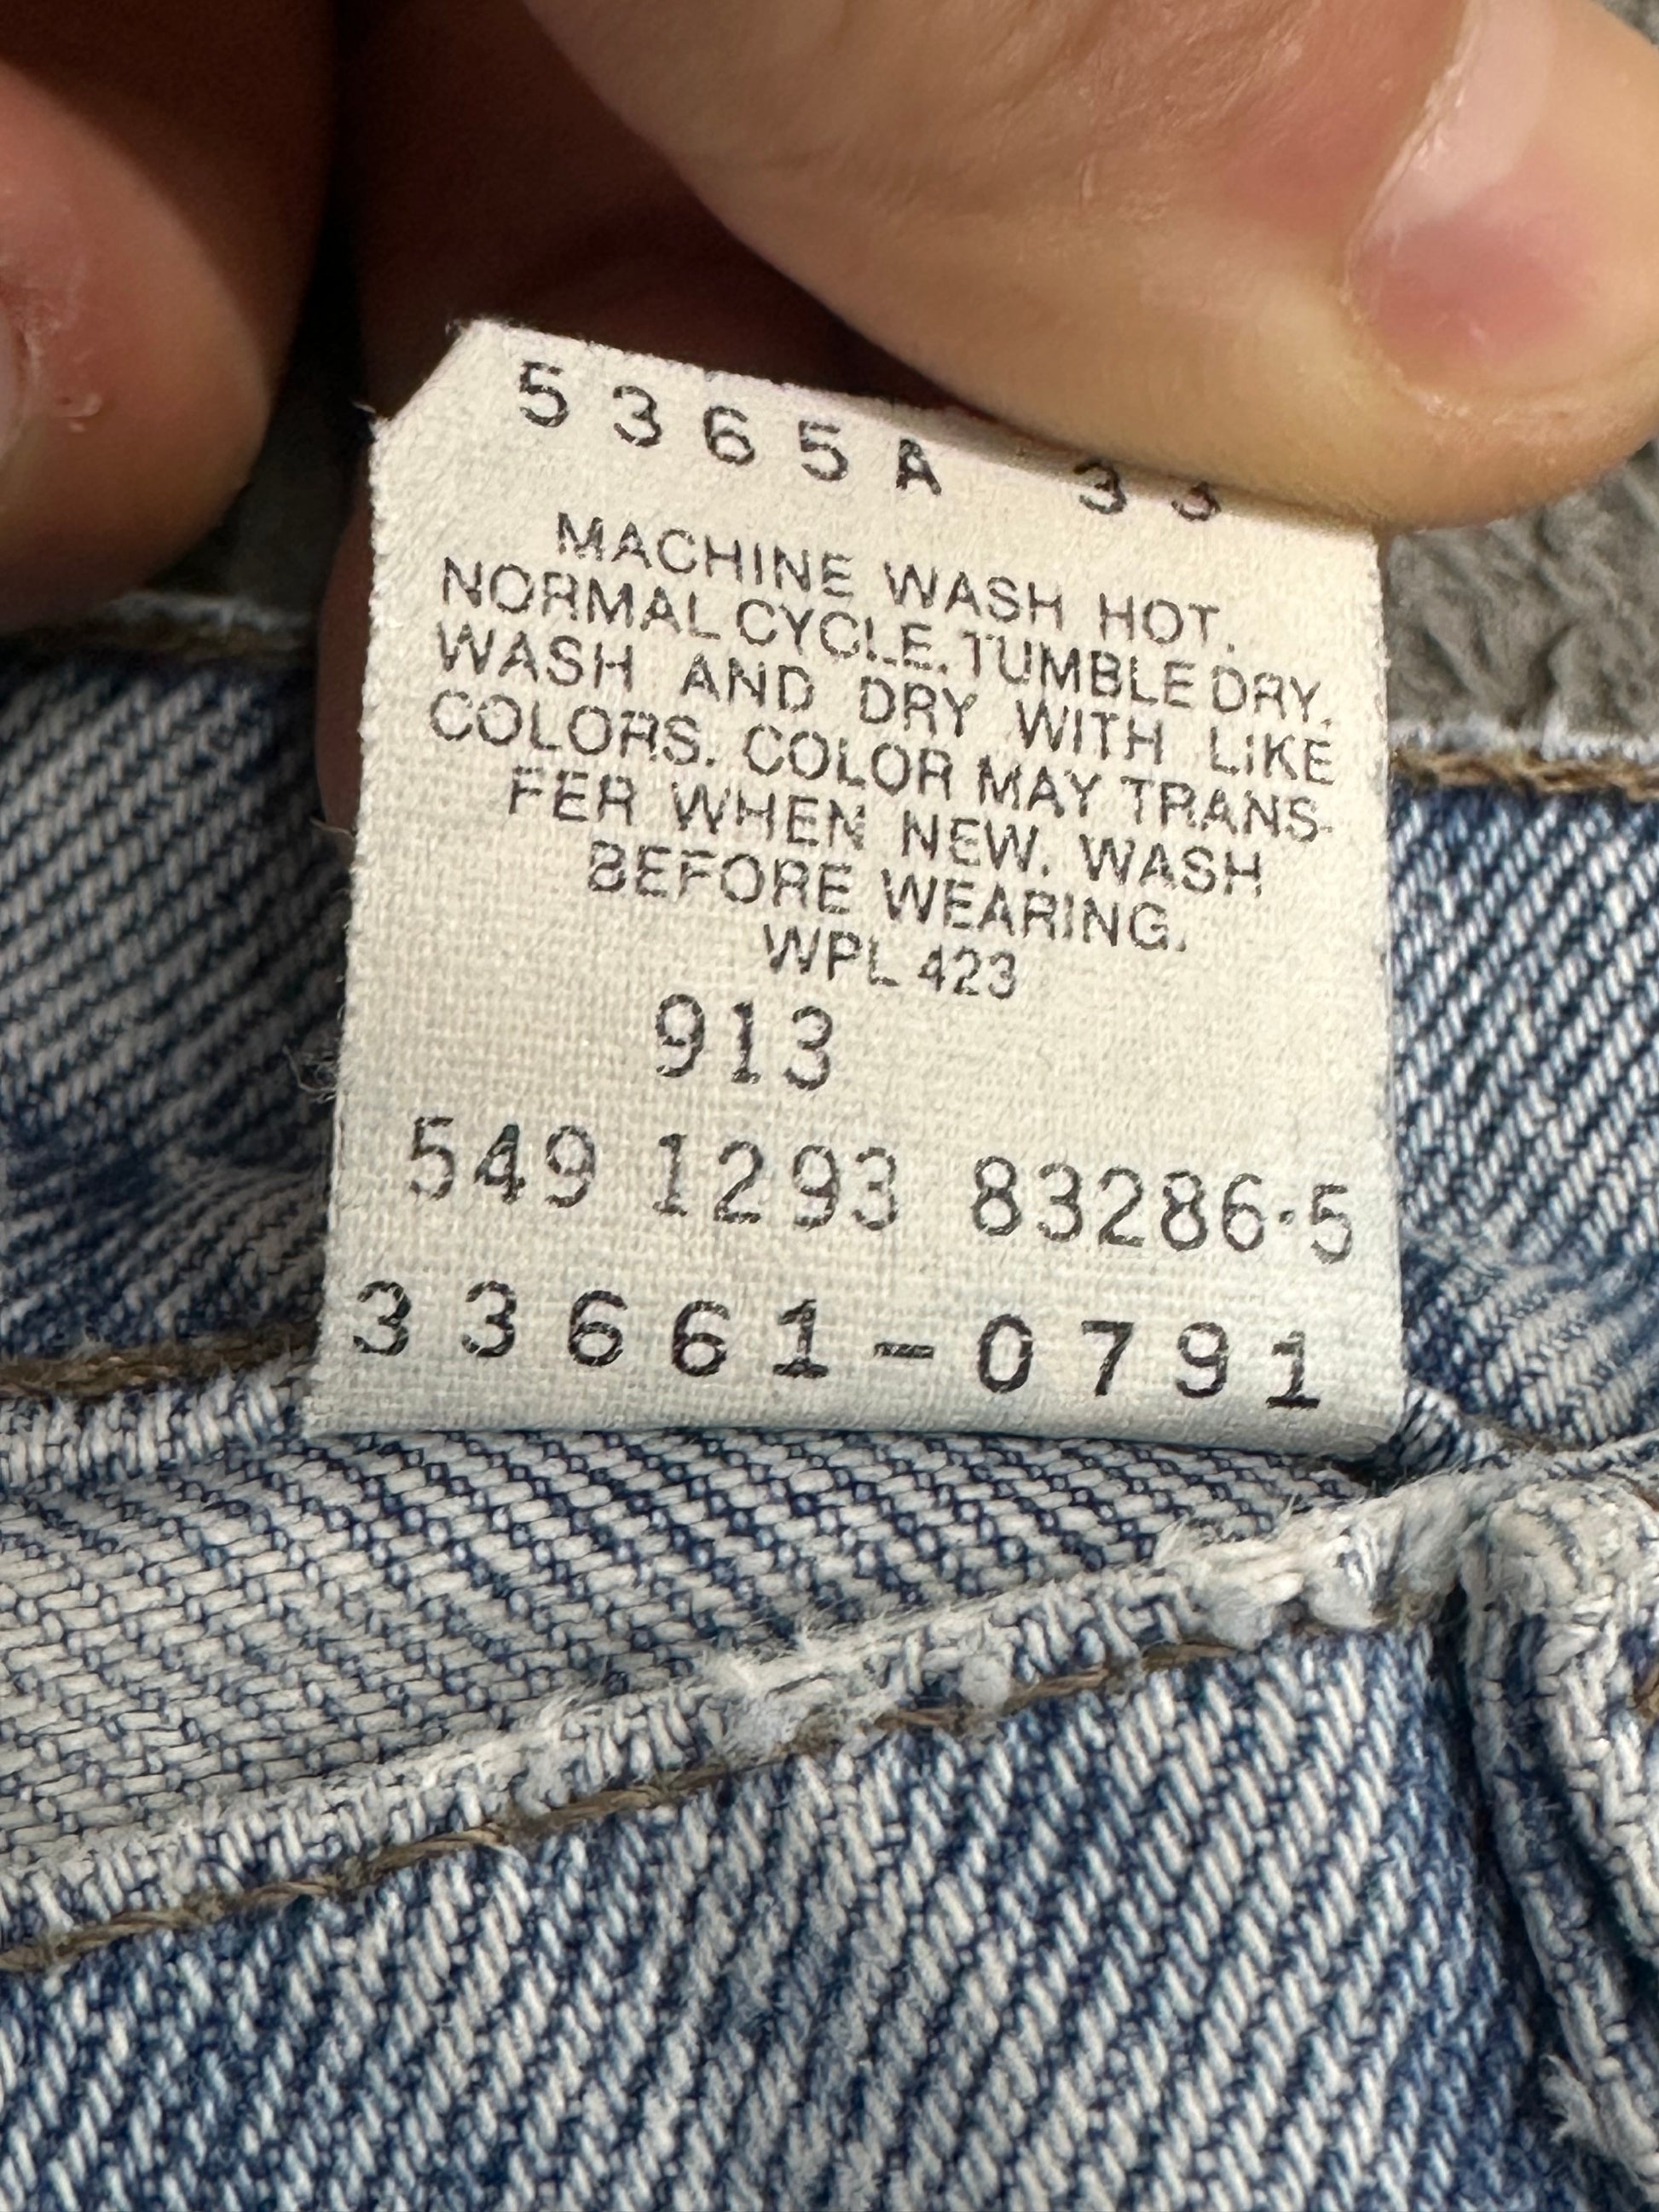 5365A 33
MACHINE WASH HOT.
NORMAL CYCLE. TUMBLE DRY.
WASH AND DRY WITH LIKE
COLORS. COLOR MAY TRANS-
FER WHEN NEW. WASH
BEFORE WEARING.
WPL 423
913
549 1293 83286-5
33661-0791